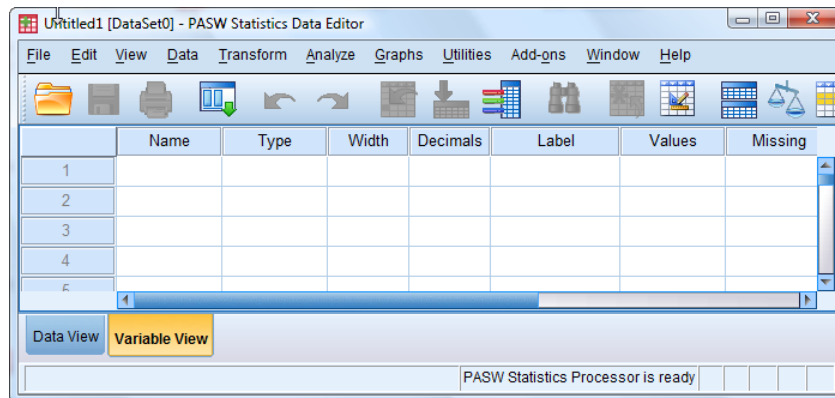 Untitled1 [DataSet0] - PASW Statistics Data Editor
File Edit View Data Transform Analyze Graphs Utilities Add-ons Window Help
Name Type Width Decimals Label Values Missing
1
2
3
4
5
Data View Variable View
PASW Statistics Processor is ready